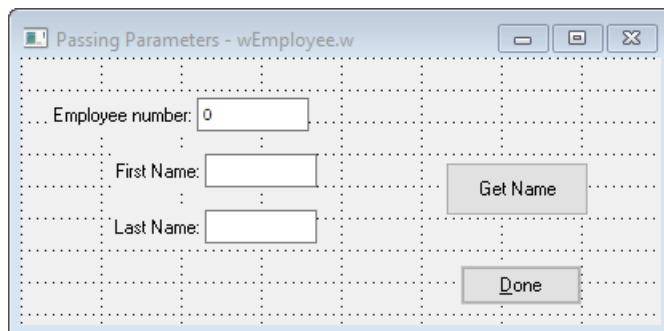 Passing Parameters - wEmployee.w
Employee number: 0
First Name:
Get Name
Last Name:
Done